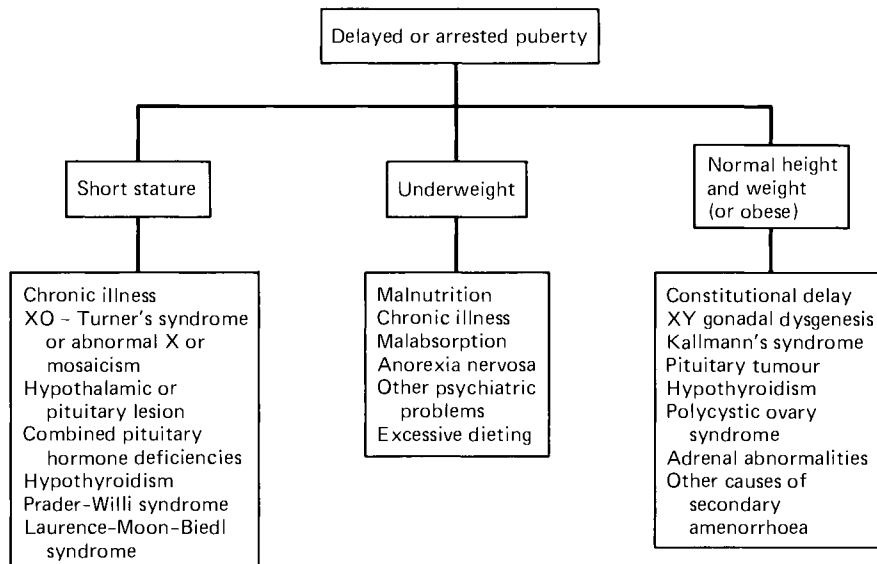 Delayed or arrested puberty
Short stature
Underweight
Normal height
and weight
(or obese)
Chronic illness
XO – Turner's syndrome
or abnormal X or
mosaicism
Hypothalamic or
pituitary lesion
Combined pituitary
hormone deficiencies
Hypothyroidism
Prader-Willi syndrome
Laurence-Moon-Biedl
syndrome
Malnutrition
Chronic illness
Malabsorption
Anorexia nervosa
Other psychiatric
problems
Excessive dieting
Constitutional delay
XY gonadal dysgenesis
Kallmann's syndrome
Pituitary tumour
Hypothyroidism
Polycystic ovary
syndrome
Adrenal abnormalities
Other causes of
secondary
amenorrhoea